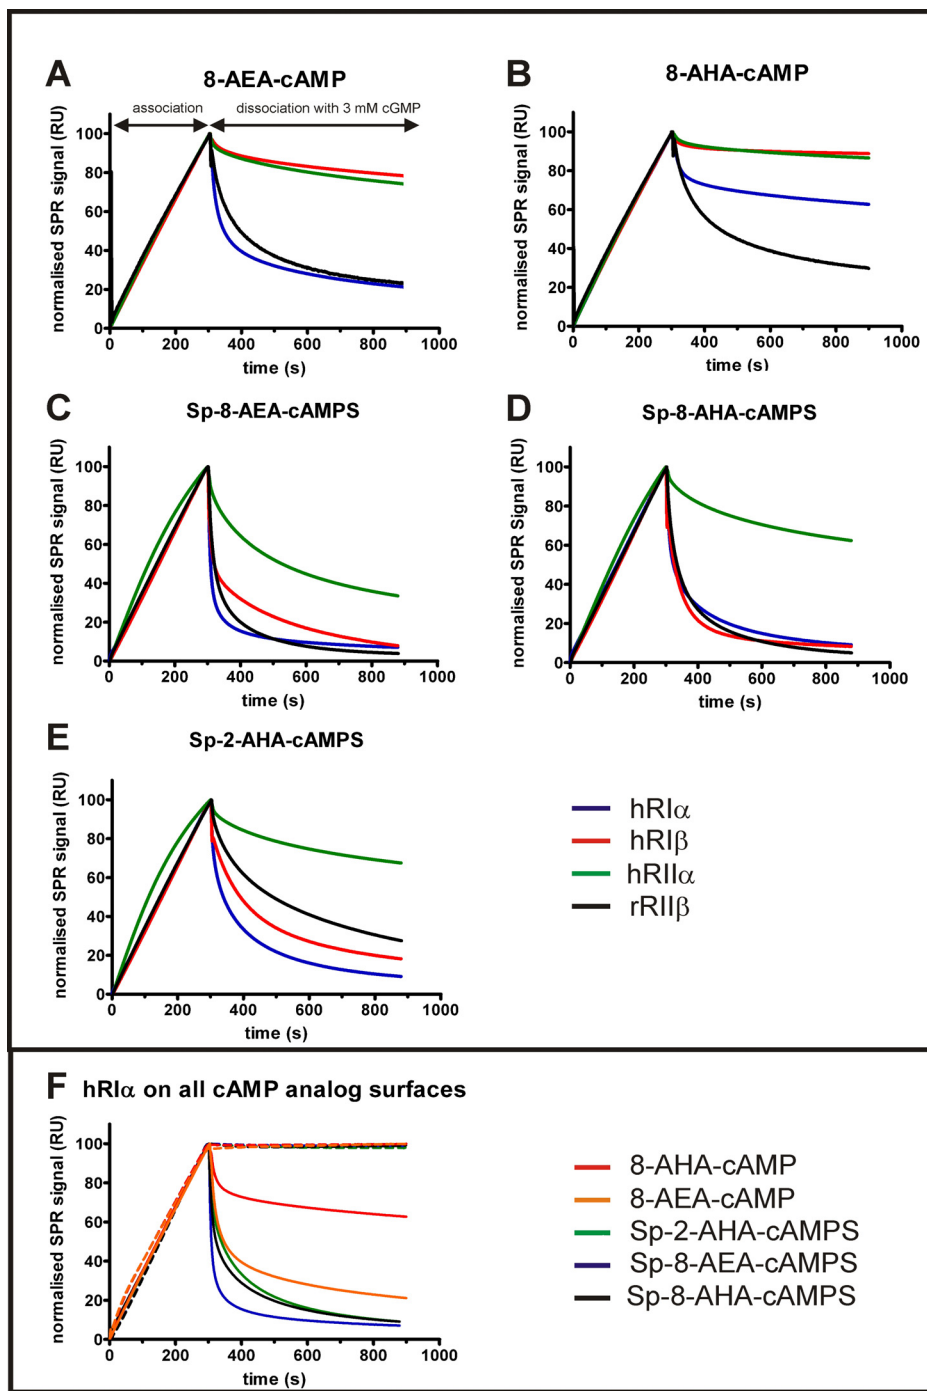 A
8-AEA-cAMP
association
dissociation with 3 mM cGMP
normalised SPR signal (RU)
100
80
60
40
20
0
0 200 400 600 800 1000
time (s)
B
8-AHA-cAMP
normalised SPR signal (RU)
100
80
60
40
20
0
0 200 400 600 800 1000
time (s)
C
Sp-8-AEA-cAMPS
normalised SPR signal (RU)
100
80
60
40
20
0
0 200 400 600 800 1000
time (s)
D
Sp-8-AHA-cAMPS
normalised SPR Signal (RU)
100
80
60
40
20
0
0 200 400 600 800 1000
time (s)
E
Sp-2-AHA-cAMPS
normalised SPR signal (RU)
100
80
60
40
20
0
0 200 400 600 800 1000
time (s)
hRIα
hRIβ
hRIIα
rRIIβ
F hRIα on all cAMP analog surfaces
normalised SPR signal (RU)
100
80
60
40
20
0
0 200 400 600 800 1000
time (s)
8-AHA-cAMP
8-AEA-cAMP
Sp-2-AHA-cAMPS
Sp-8-AEA-cAMPS
Sp-8-AHA-cAMPS